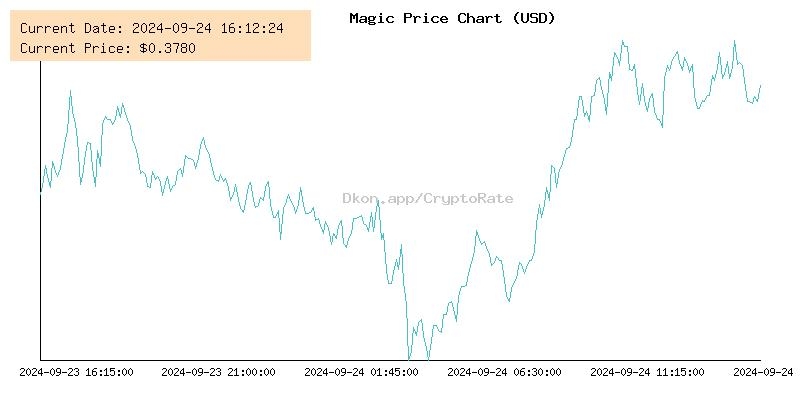 Magic Price Chart (USD)
Current Date: 2024-09-24 16:12:24
Current Price: $0.3780
Dkon.app/CryptoRate
2024-09-23 16:15:00 2024-09-23 21:00:00 2024-09-24 01:45:00 2024-09-24 06:30:00 2024-09-24 11:15:00 2024-09-24